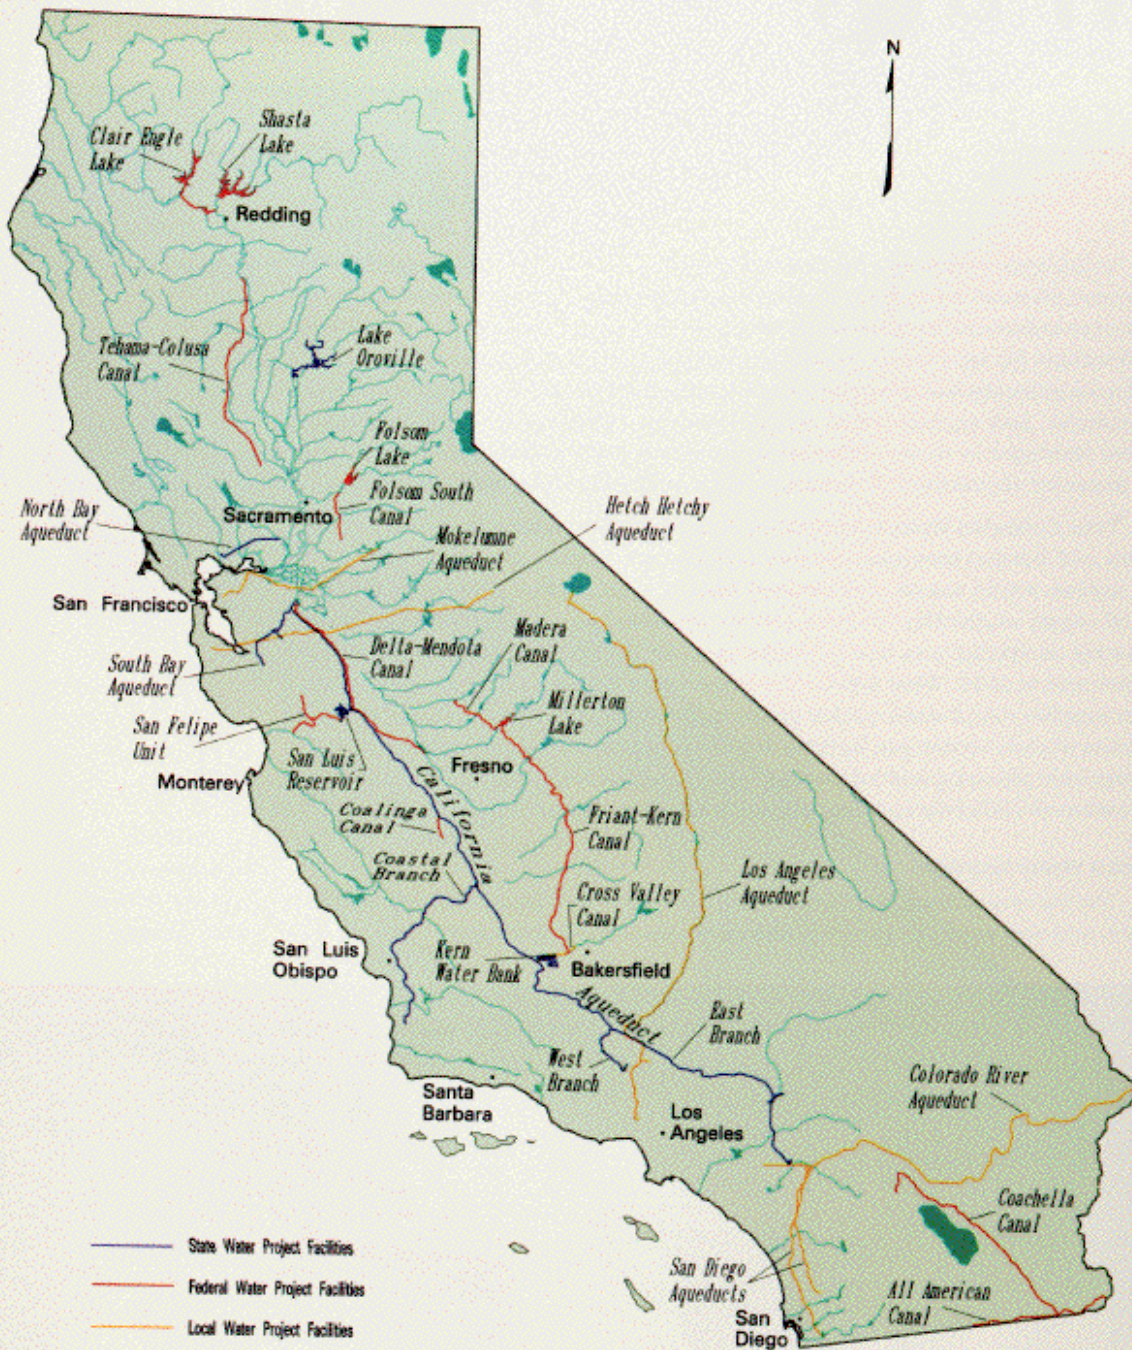 N
Shasta
Lake
Clair Engle
Lake
Redding
Tehama-Colusa
Canal
Lake
Oroville
Folsom
Lake
Folsom South
Canal
North Bay
Aqueduct
Sacramento
Hetch Hetchy
Aqueduct
Mokelumne
Aqueduct
San Francisco
Madera
Canal
Delta-Mendota
Canal
South Bay
Aqueduct
Millerton
Lake
San Felipe
Unit
San Luis
Reservoir
Fresno
Monterey
California
Coalinga
Canal
Friant-Kern
Canal
Coastal
Branch
Los Angeles
Aqueduct
Cross Valley
Canal
San Luis
Obispo
Kern
Water Bank
Bakersfield
Aqueduct
East
Branch
West
Branch
Colorado River
Aqueduct
Santa
Barbara
Los
Angeles
Coachella
Canal
State Water Project Facilities
San Diego
Aqueducts
All American
Canal
Federal Water Project Facilities
San
Diego
Local Water Project Facilities